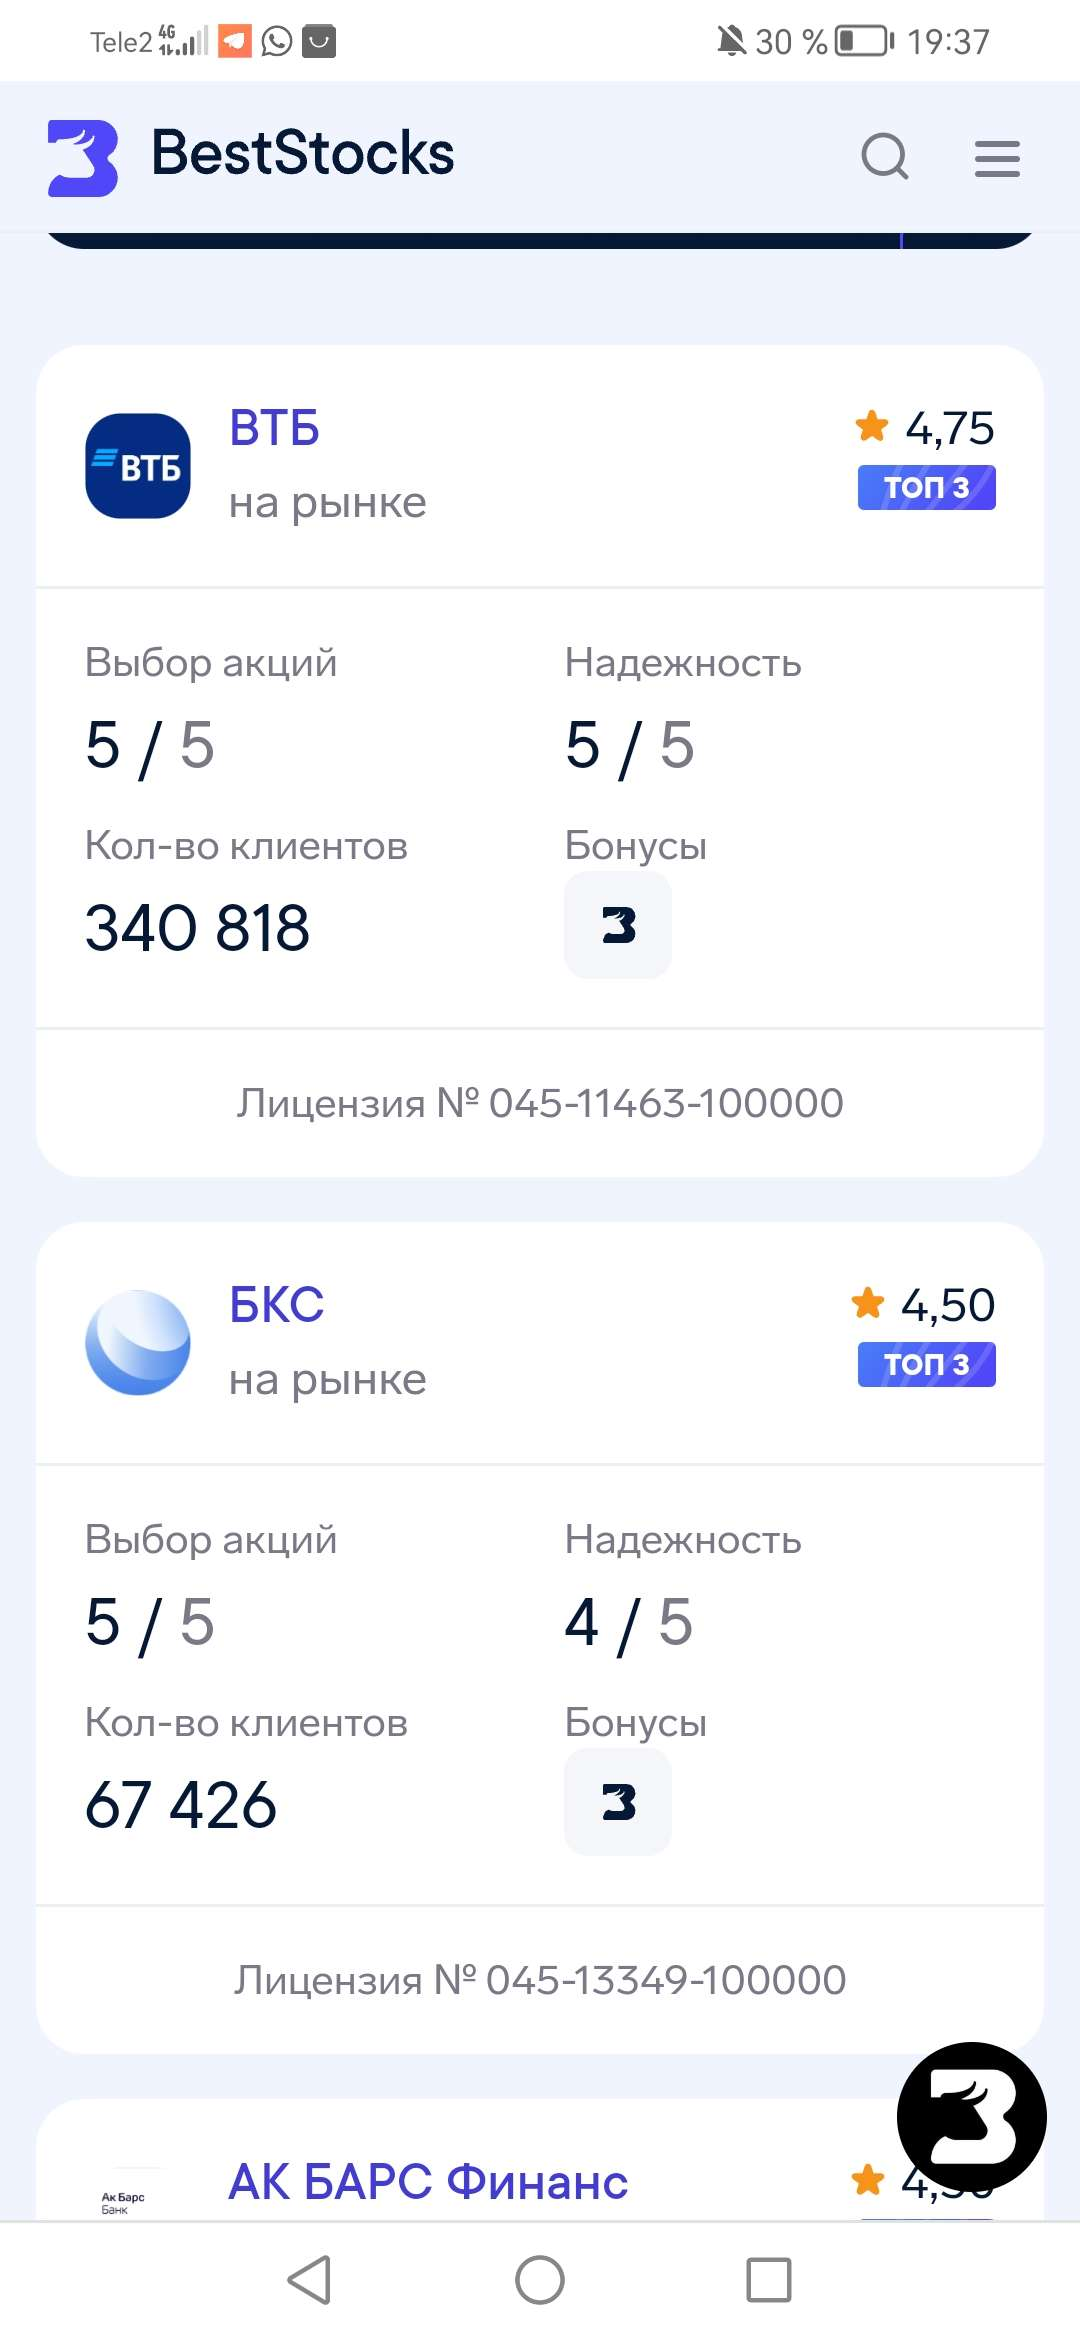 Tele2 4G 30 % 19:37
BestStocks
ВТБ
ВТБ 4,75
на рынке ТОП 3
Выбор акций Надежность
5 / 5 5 / 5
Кол-во клиентов Бонусы
340 818
Лицензия № 045-11463-100000
БКС 4,50
на рынке ТОП 3
Выбор акций Надежность
5 / 5 4 / 5
Кол-во клиентов Бонусы
67 426
Лицензия № 045-13349-100000
АК БАРС Финанс
Ак Барс
Банк